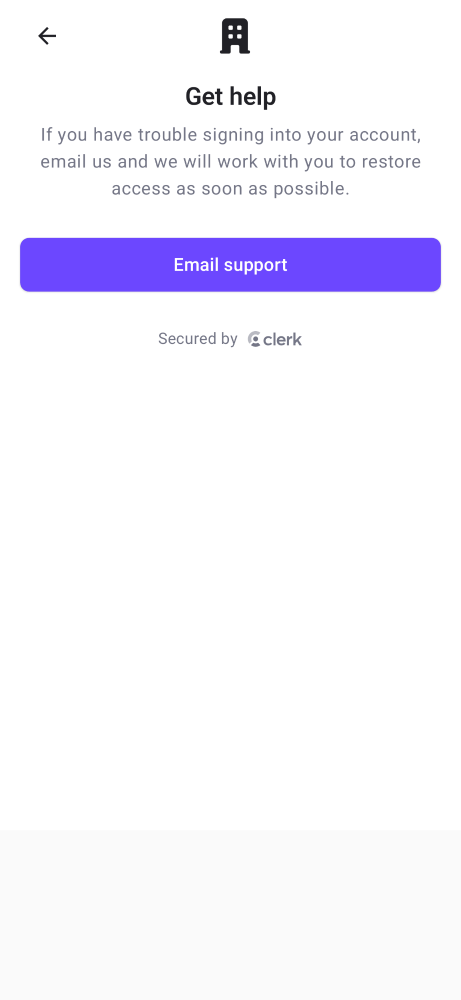 Get help
If you have trouble signing into your account,
email us and we will work with you to restore
access as soon as possible.
Email support
Secured by clerk